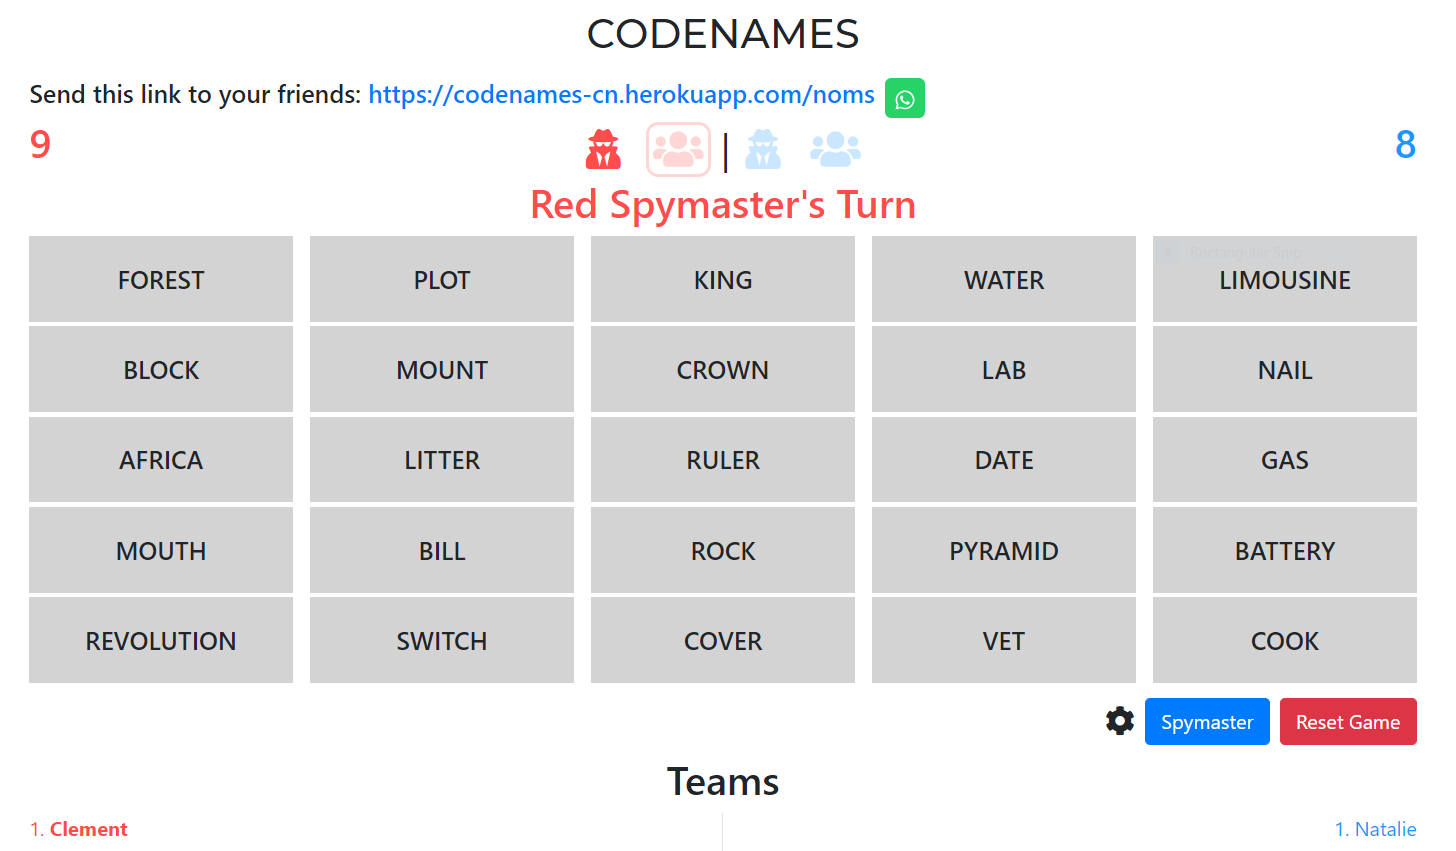 CODENAMES
Send this link to your friends: https://codenames-cn.herokuapp.com/noms
9 | 8
Red Spymaster's Turn
Rectangular Snip
FOREST PLOT KING WATER LIMOUSINE
BLOCK MOUNT CROWN LAB NAIL
AFRICA LITTER RULER DATE GAS
MOUTH BILL ROCK PYRAMID BATTERY
REVOLUTION SWITCH COVER VET COOK
Spymaster Reset Game
Teams
1. Clement 1. Natalie